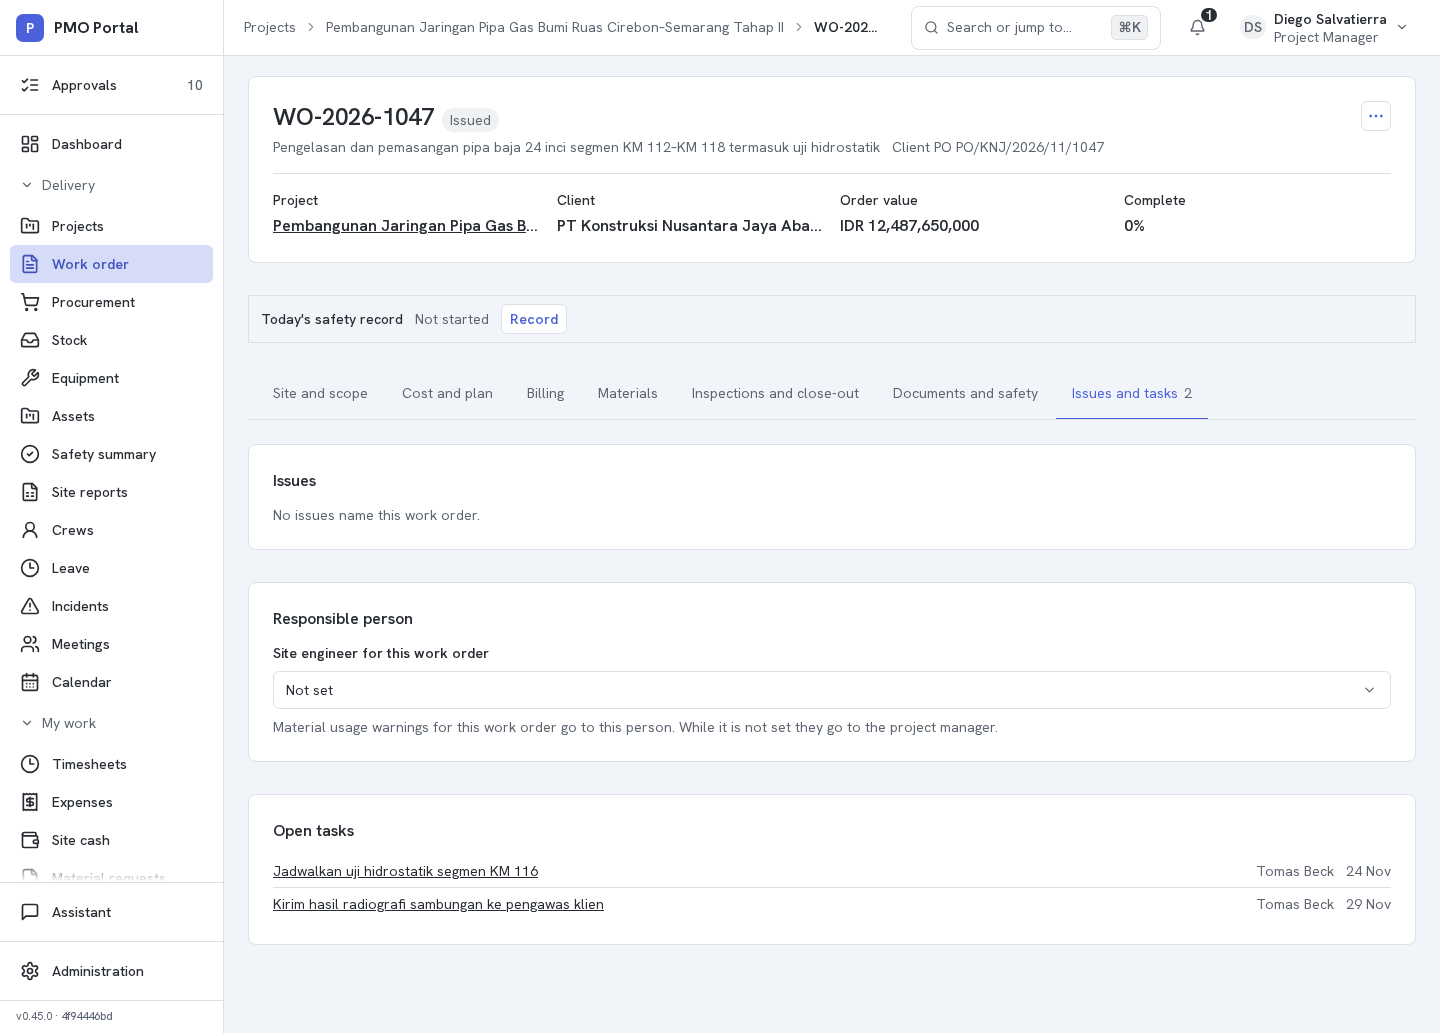 P PMO Portal
Projects > Pembangunan Jaringan Pipa Gas Bumi Ruas Cirebon–Semarang Tahap II > WO-202...
Search or jump to... ⌘K
1
DS Diego Salvatierra
Project Manager
Approvals 10
Dashboard
Delivery
Projects
Work order
Procurement
Stock
Equipment
Assets
Safety summary
Site reports
Crews
Leave
Incidents
Meetings
Calendar
My work
Timesheets
Expenses
Site cash
Material requests
Assistant
Administration
v0.45.0 · 4f94446bd
WO-2026-1047 Issued
Pengelasan dan pemasangan pipa baja 24 inci segmen KM 112–KM 118 termasuk uji hidrostatik Client PO PO/KNJ/2026/11/1047
Project Client Order value Complete
Pembangunan Jaringan Pipa Gas B... PT Konstruksi Nusantara Jaya Aba... IDR 12,487,650,000 0%
Today's safety record Not started Record
Site and scope Cost and plan Billing Materials Inspections and close-out Documents and safety Issues and tasks 2
Issues
No issues name this work order.
Responsible person
Site engineer for this work order
Not set
Material usage warnings for this work order go to this person. While it is not set they go to the project manager.
Open tasks
Jadwalkan uji hidrostatik segmen KM 116 Tomas Beck 24 Nov
Kirim hasil radiografi sambungan ke pengawas klien Tomas Beck 29 Nov